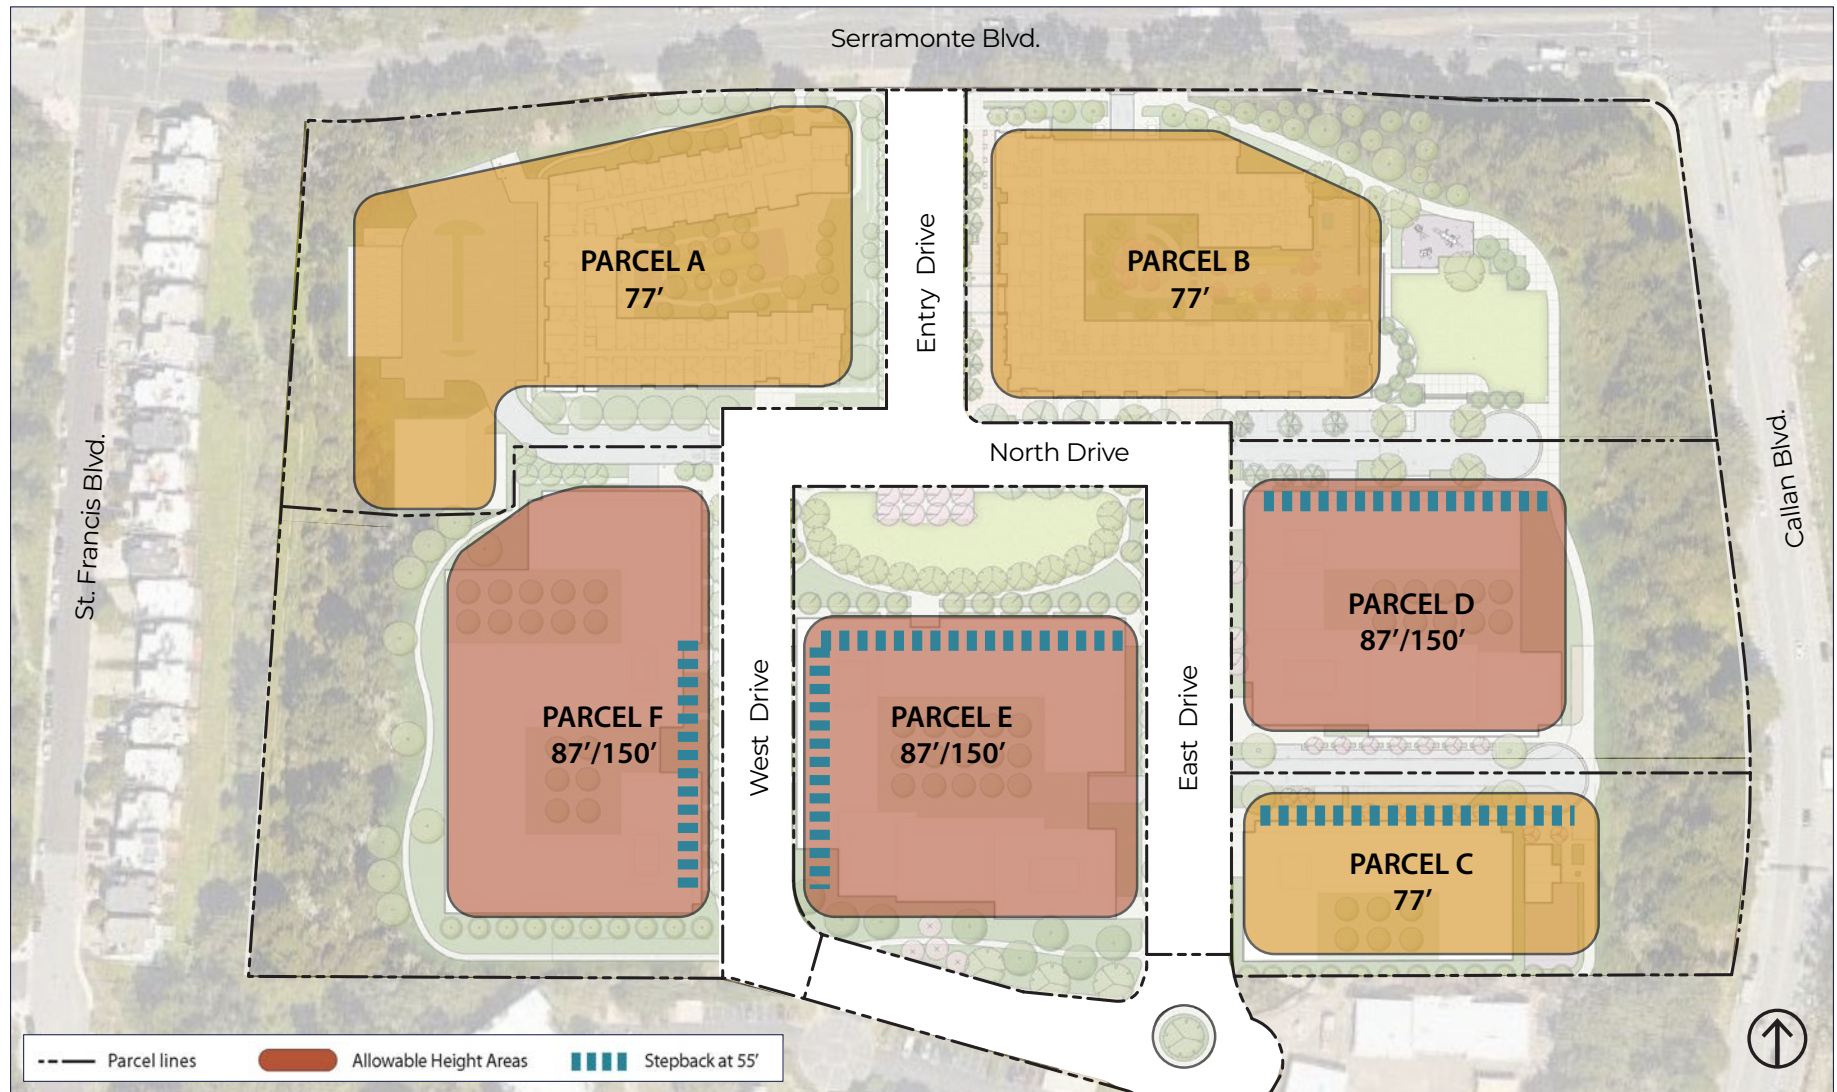 Serramonte Blvd.
PARCEL A
77’
Entry Drive
PARCEL B
77’
North Drive
St. Francis Blvd.
Callan Blvd.
PARCEL D
87’/150’
PARCEL F
87’/150’
West Drive
PARCEL E
87’/150’
East Drive
PARCEL C
77’
Parcel lines
Allowable Height Areas
Stepback at 55’